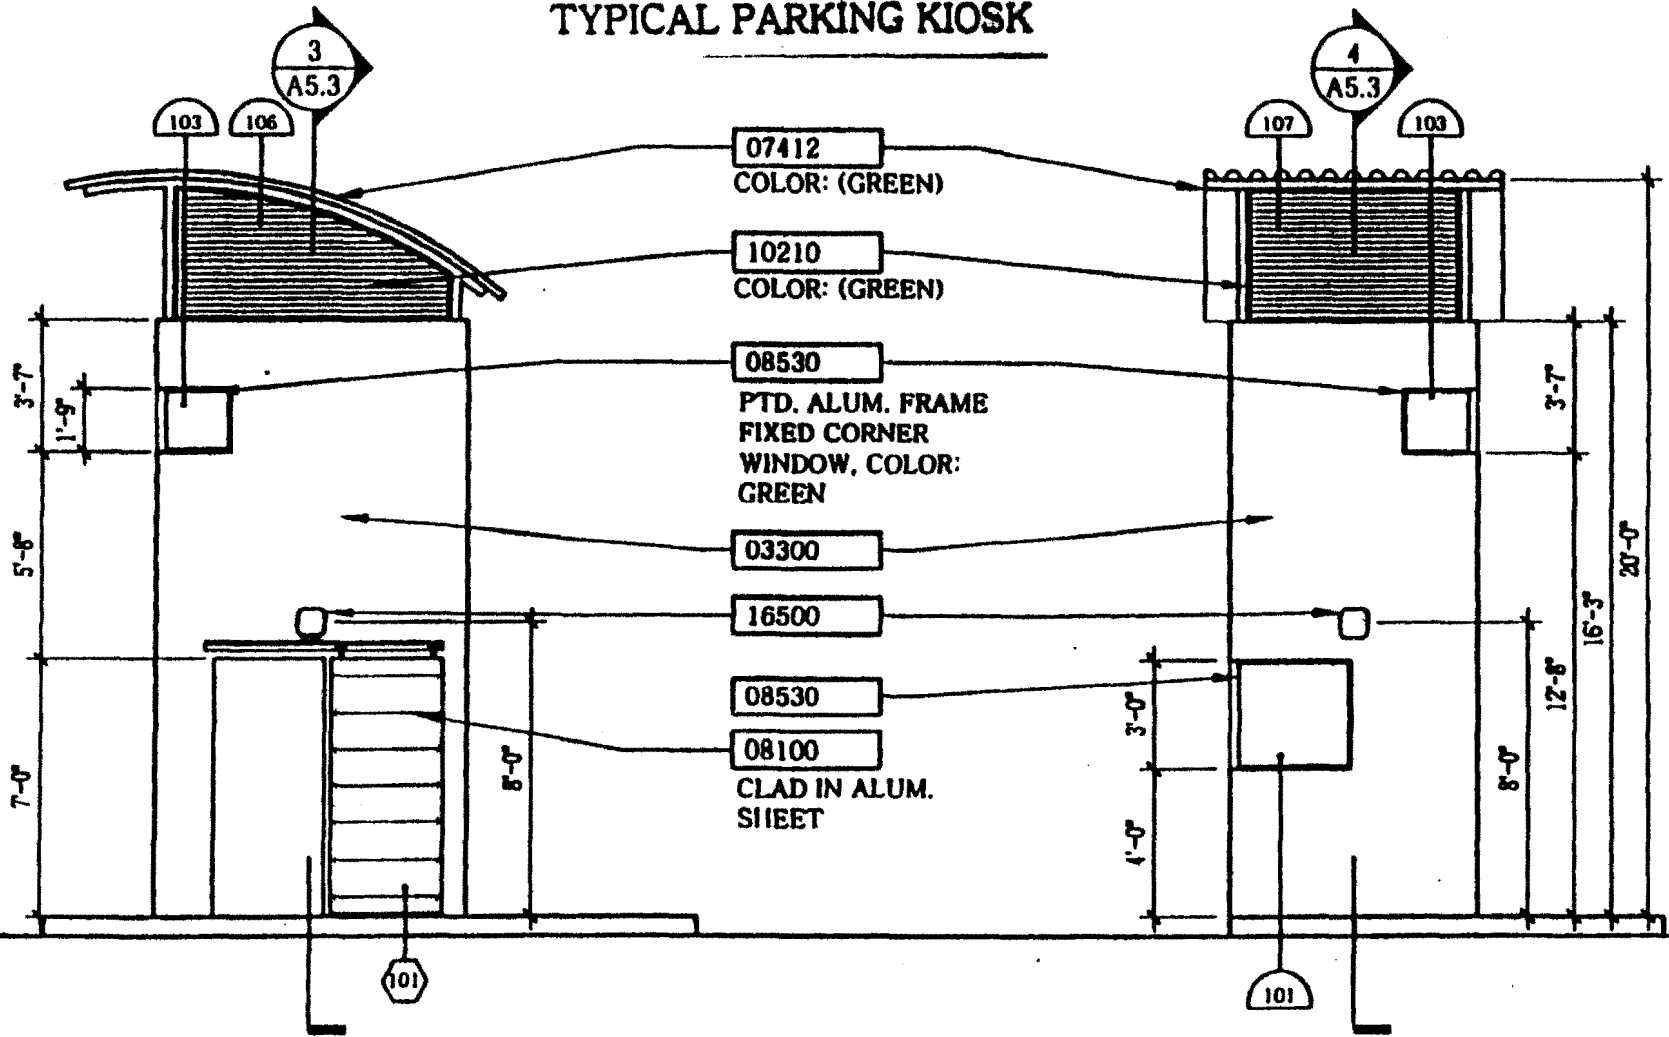 TYPICAL PARKING KIOSK
3
A5.3
4
A5.3
103
106
107
103
07412
COLOR: (GREEN)
10210
COLOR: (GREEN)
08530
PTD. ALUM. FRAME
FIXED CORNER
WINDOW, COLOR:
GREEN
03300
16500
08530
08100
CLAD IN ALUM.
SHEET
3'-7"
1'-9"
5'-8"
7'-0"
8'-0"
3'-0"
4'-0"
3'-7"
12'-8"
16'-3"
20'-0"
8'-0"
101
101